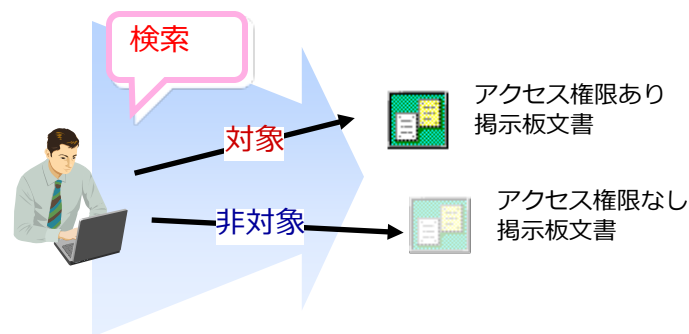 検索
対象
アクセス権限あり
掲示板文書
非対象
アクセス権限なし
掲示板文書